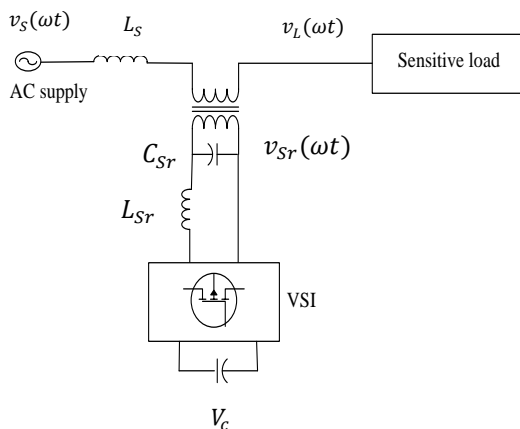 v_S(ωt)
L_S
v_L(ωt)
Sensitive load
AC supply
C_Sr
v_Sr(ωt)
L_Sr
VSI
V_c